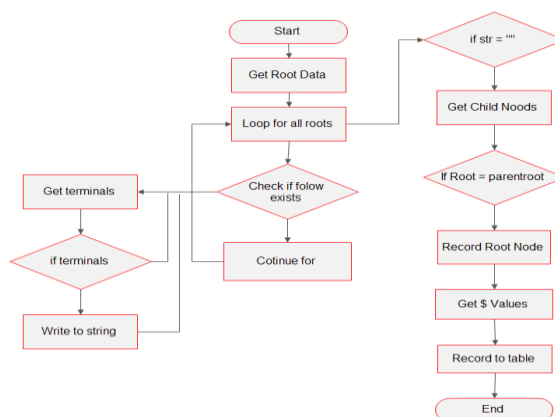 Start
Get Root Data
Loop for all roots
Check if folow
exists
Cotinue for
Get terminals
if terminals
Write to string
if str = ""
Get Child Noods
If Root = parentroot
Record Root Node
Get $ Values
Record to table
End